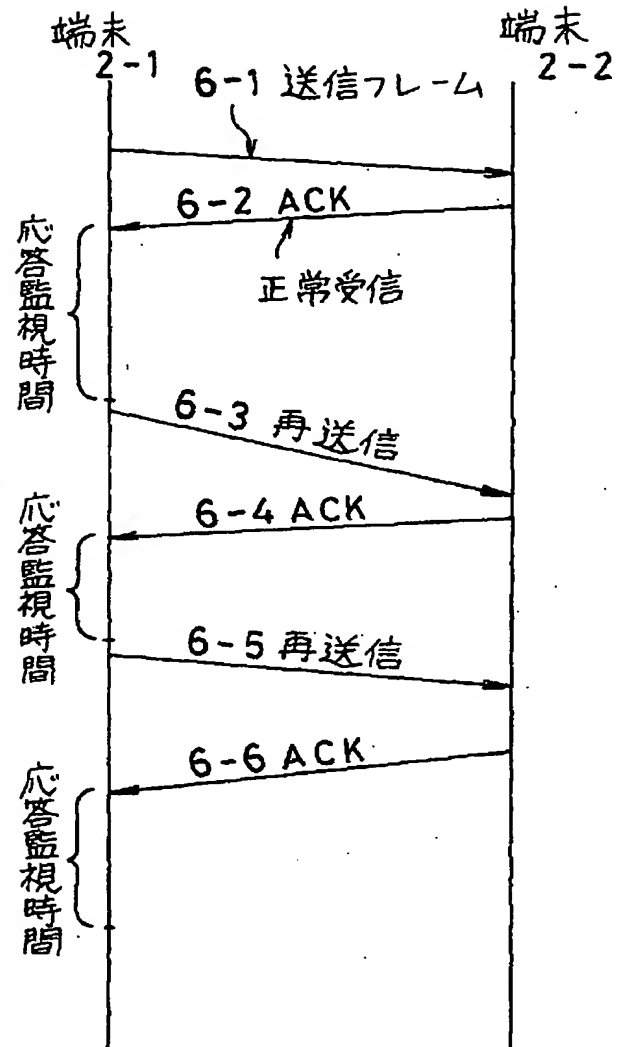 端末
2-1
端末
2-2
6-1 送信フレーム
6-2 ACK
正常受信
応答監視時間
6-3 再送信
6-4 ACK
応答監視時間
6-5 再送信
6-6 ACK
応答監視時間